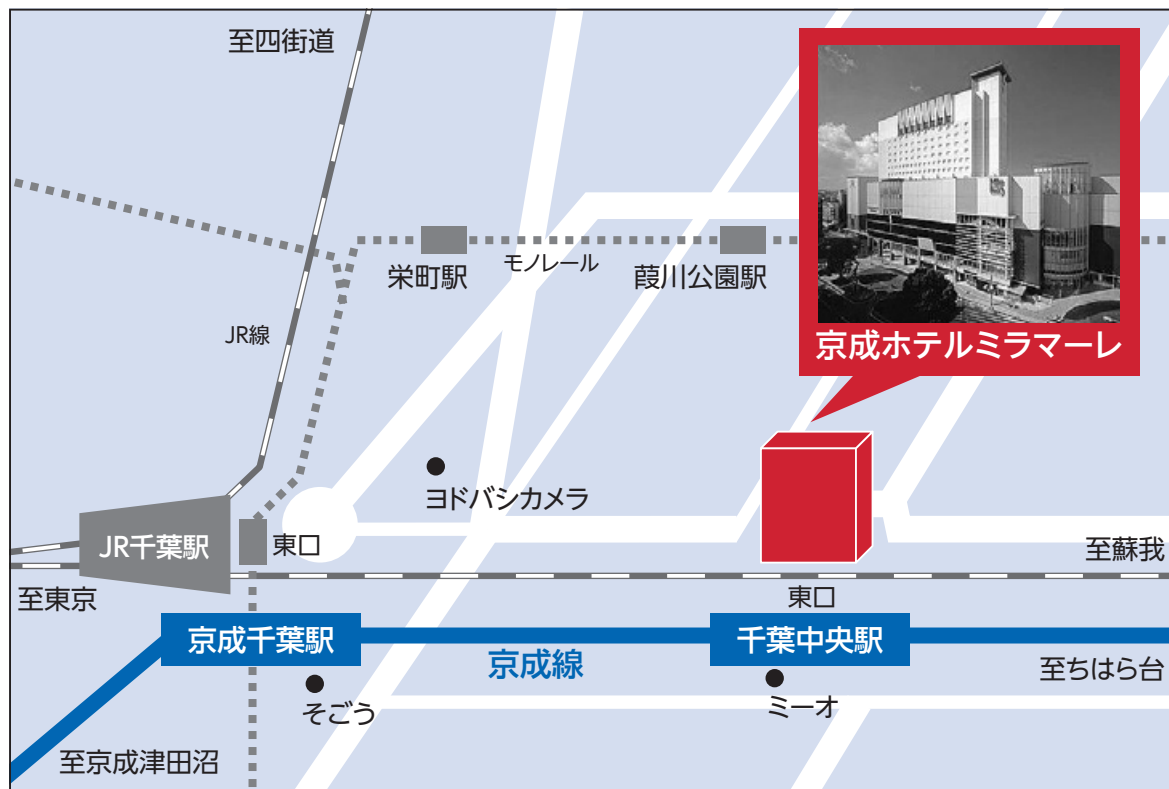 至四街道
栄町駅
モノレール
葭川公園駅
JR線
京成ホテルミラマーレ
ヨドバシカメラ
JR千葉駅
東口
至蘇我
至東京
東口
京成千葉駅
千葉中央駅
京成線
至ちはら台
そごう
ミーオ
至京成津田沼